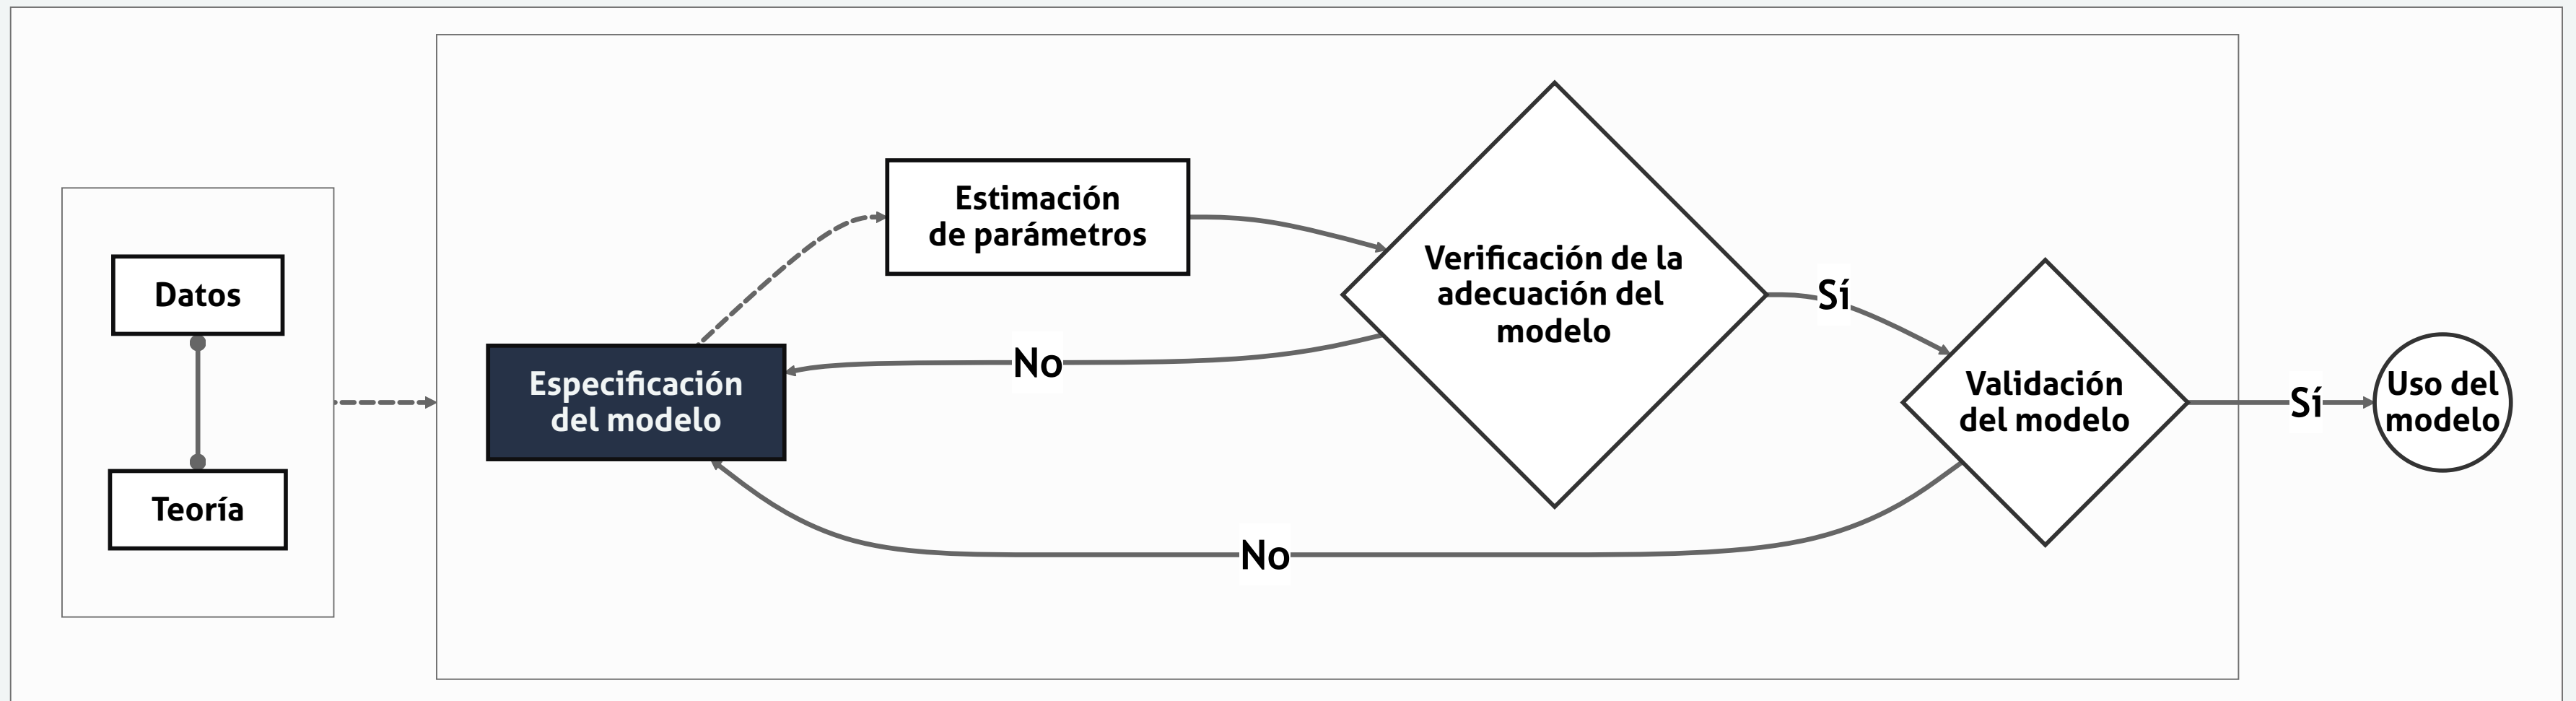 Datos
Teoría
Especificación
del modelo
Estimación
de parámetros
Verificación de la
adecuación del
modelo
No
Sí
Validación
del modelo
No
Sí
Uso del
modelo